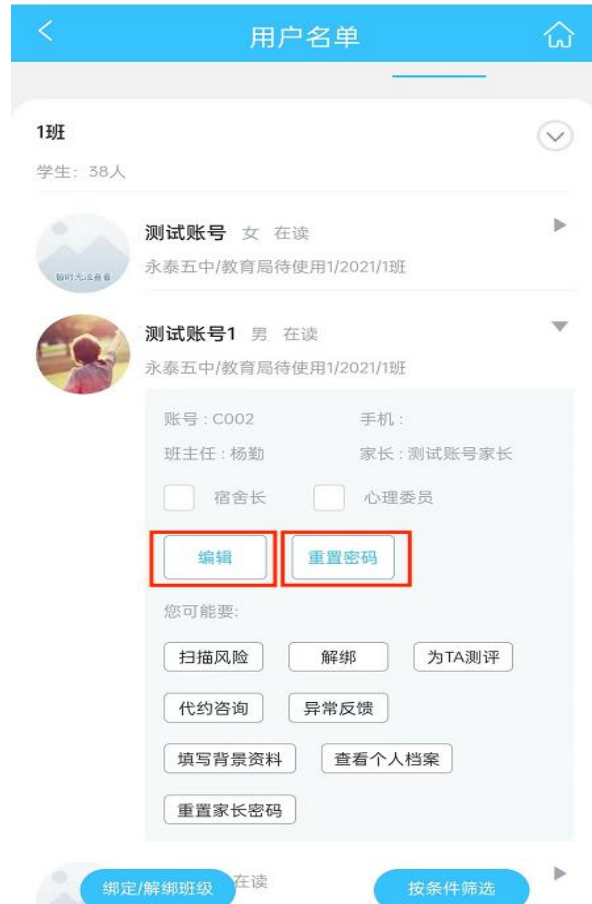 用户名单
1班
学生：38人
测试账号 女 在读
暂时无法查看
永泰五中/教育局待使用1/2021/1班
测试账号1 男 在读
永泰五中/教育局待使用1/2021/1班
账号：C002 手机：
班主任：杨勤 家长：测试账号家长
宿舍长 心理委员
编辑 重置密码
您可能要:
扫描风险 解绑 为TA测评
代约咨询 异常反馈
填写背景资料 查看个人档案
重置家长密码
在读
绑定/解绑班级 按条件筛选